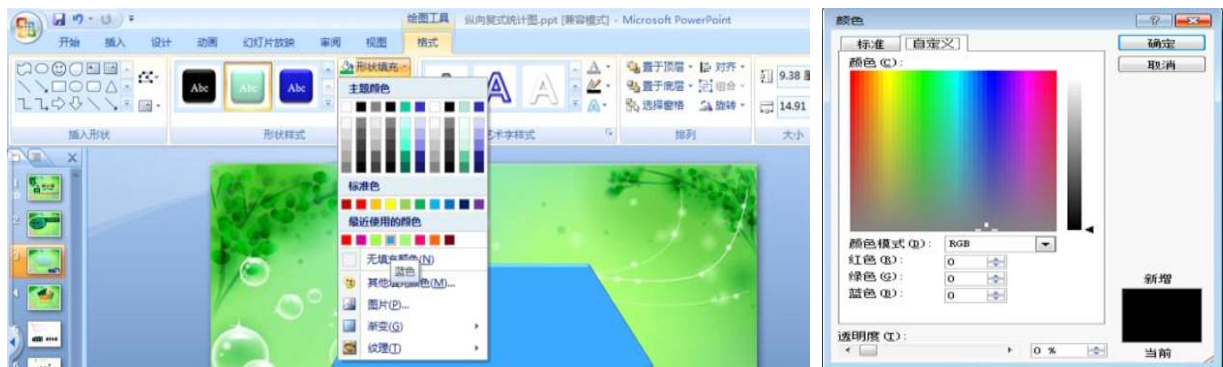 绘图工具 纵向复式统计图.ppt [兼容模式] - Microsoft PowerPoint
开始 插入 设计 动画 幻灯片放映 审阅 视图 格式
Abc Abc Abc
形状填充
置于顶层 对齐
置于底层 组合
选择窗格 旋转
9.38
14.91
插入形状 形状样式 艺术字样式 排列 大小
主题颜色
标准色
最近使用的颜色
无填充颜色(N)
蓝色
其他填充颜色(M)...
图片(P)...
渐变(G)
纹理(T)
颜色
标准 自定义
确定
取消
颜色(C):
颜色模式(D): RGB
红色(R): 0
绿色(G): 0
蓝色(B): 0
新增
当前
透明度(T):
0 %